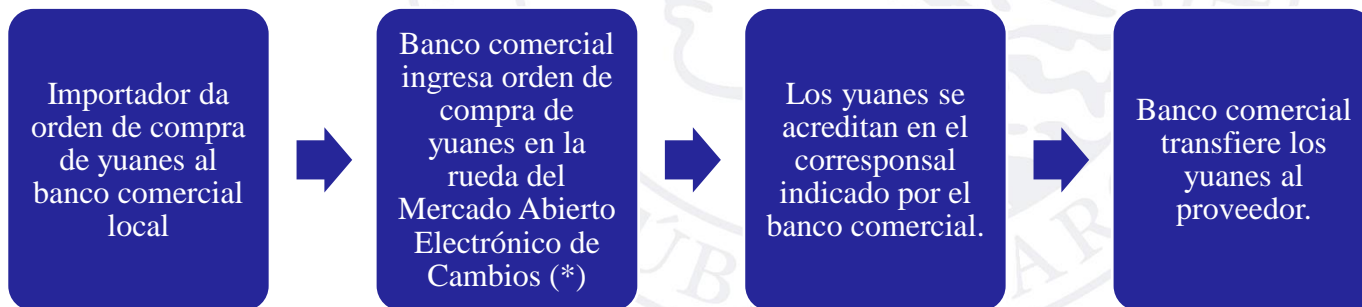 Importador da
orden de compra
de yuanes al
banco comercial
local
Banco comercial
ingresa orden de
compra de
yuanes en la
rueda del
Mercado Abierto
Electrónico de
Cambios (*)
Los yuanes se
acreditan en el
corresponsal
indicado por el
banco comercial.
Banco comercial
transfiere los
yuanes al
proveedor.